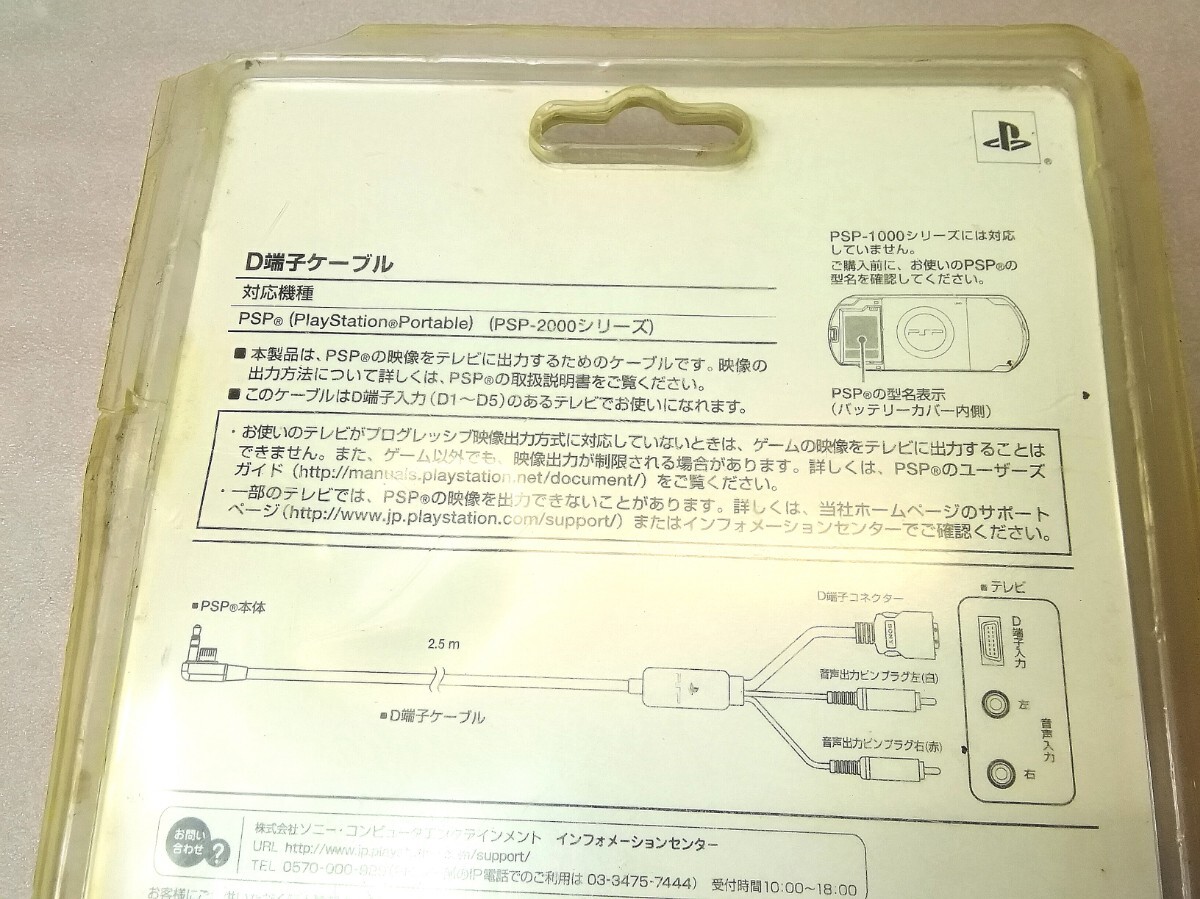 PSP-1000シリーズには対応
していません。
ご購入前に、お使いのPSP®の
型名を確認してください。
PSP
PSP®の型名表示
(バッテリーカバー内側)
D端子ケーブル
対応機種
PSP® (PlayStation®Portable) (PSP-2000シリーズ)
■ 本製品は、PSP®の映像をテレビに出力するためのケーブルです。映像の
出力方法について詳しくは、PSP®の取扱説明書をご覧ください。
■ このケーブルはD端子入力(D1〜D5)のあるテレビでお使いになれます。
・お使いのテレビがプログレッシブ映像出力方式に対応していないときは、ゲームの映像をテレビに出力することは
できません。また、ゲーム以外でも、映像出力が制限される場合があります。詳しくは、PSP®のユーザーズ
ガイド(http://manuals.playstation.net/document/)をご覧ください。
・一部のテレビでは、PSP®の映像を出力できないことがあります。詳しくは、当社ホームページのサポート
ページ(http://www.jp.playstation.com/support/)またはインフォメーションセンターでご確認ください。
■PSP®本体
2.5 m
■D端子ケーブル
PSP
D端子コネクター
SONY
音声出力ピンプラグ左(白)
音声出力ピンプラグ右(赤)
■テレビ
D端子入力
左
音声入力
右
お問い
合わせ ?
株式会社ソニー・コンピュータエンタテインメント インフォメーションセンター
URL http://www.jp.playstation.com/support/
TEL 0570-000-929 IP電話でのご利用は 03-3475-7444) 受付時間10:00〜18:00